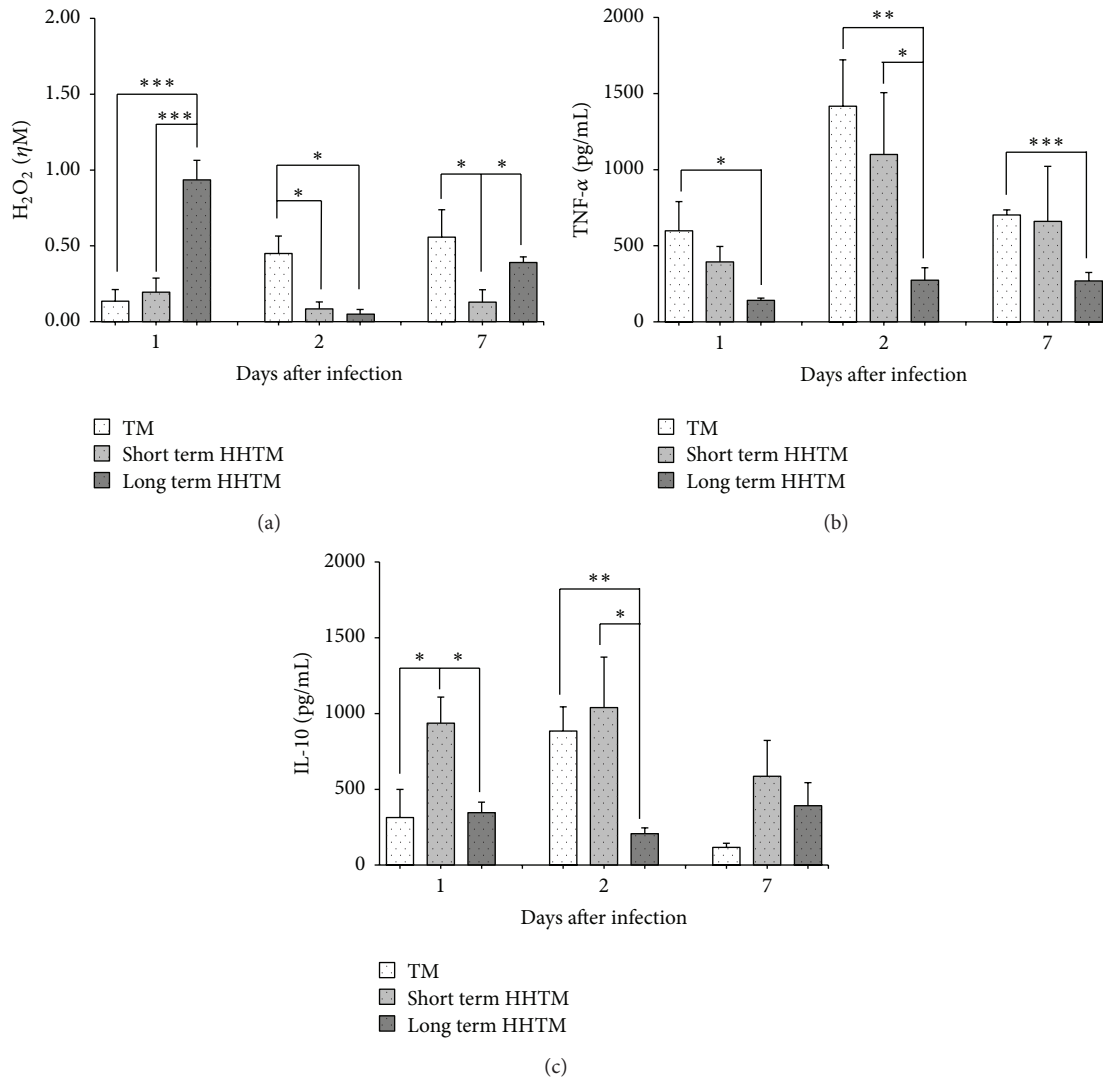 2.00
1.50
1.00
0.50
0.00
H₂O₂ (ηM)
***
***
*
*
*
*
1
2
7
Days after infection
TM
Short term HHTM
Long term HHTM
(a)
2000
1500
1000
500
0
TNF-α (pg/mL)
*
**
*
***
1
2
7
Days after infection
TM
Short term HHTM
Long term HHTM
(b)
2000
1500
1000
500
0
IL-10 (pg/mL)
*
*
**
*
1
2
7
Days after infection
TM
Short term HHTM
Long term HHTM
(c)